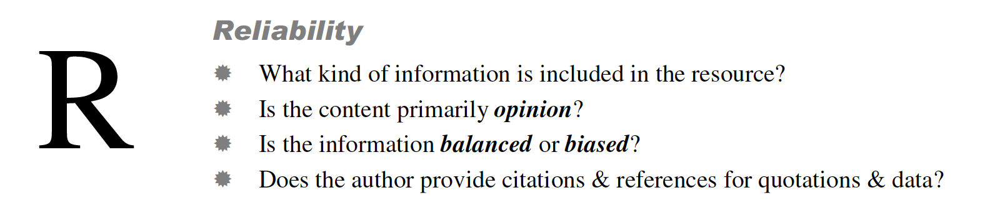 R
Reliability
What kind of information is included in the resource?
Is the content primarily opinion?
Is the information balanced or biased?
Does the author provide citations & references for quotations & data?